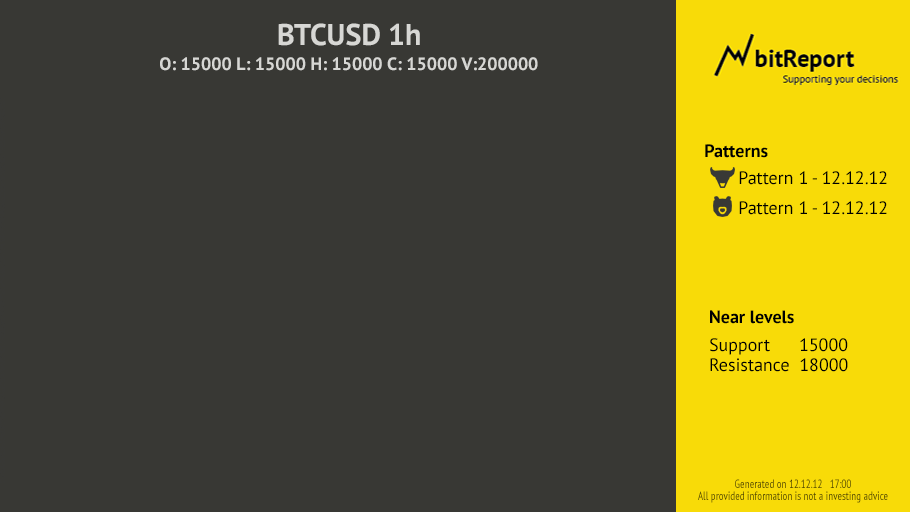 BTCUSD 1h
O: 15000 L: 15000 H: 15000 C: 15000 V:200000
bitReport
Supporting your decisions
Patterns
Pattern 1 - 12.12.12
Pattern 1 - 12.12.12
Near levels
Support 15000
Resistance 18000
Generated on 12.12.12 17:00
All provided information is not a investing advice